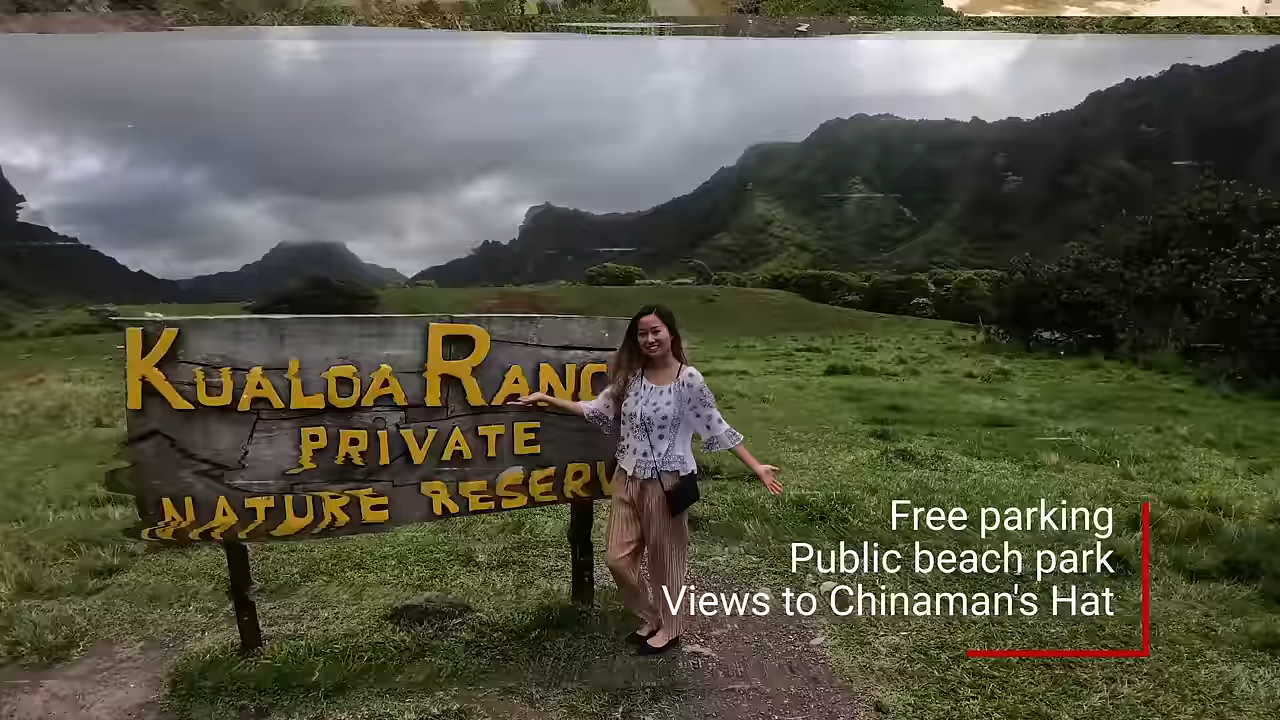 KUALOA RANC
PRIVATE
NATURE RESERV
Free parking
Public beach park
Views to Chinaman's Hat